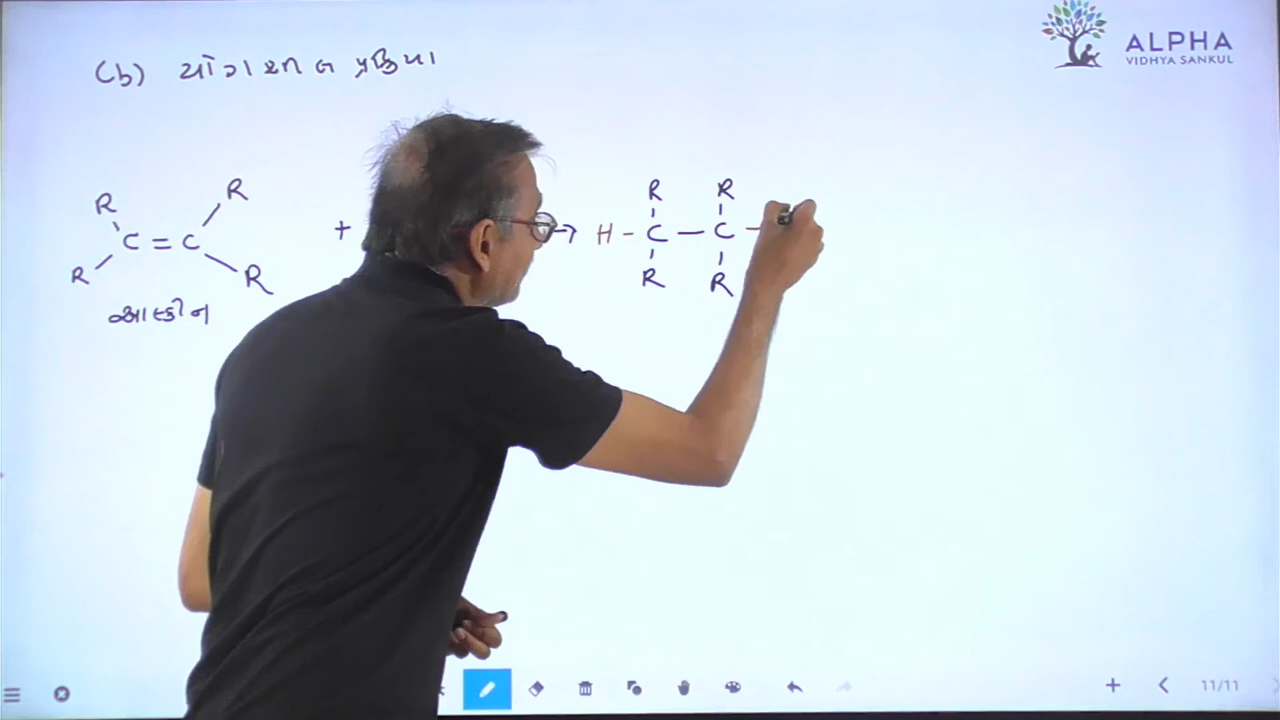 ALPHA
VIDHYA SANKUL
(b) યોગશીલ પ્રક્રિયા
R R R R
R C = C + → H - C — C -
R R R R
આલ્કીન
11/11